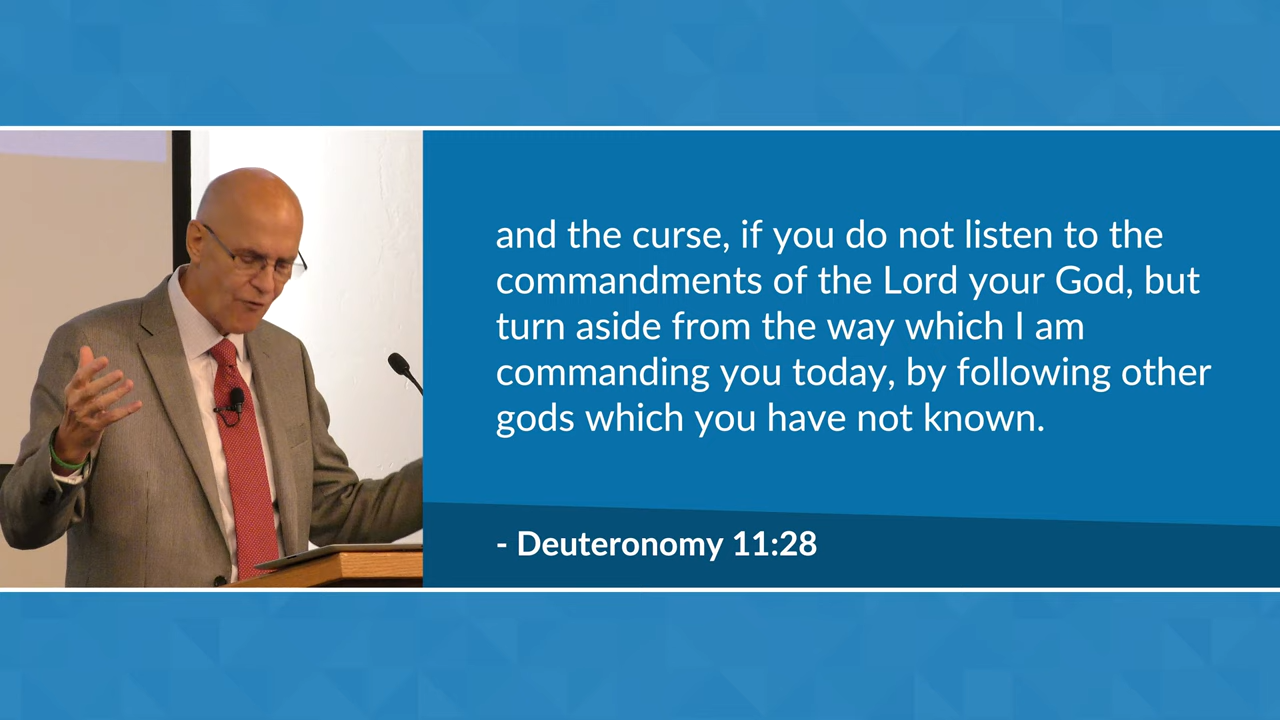 and the curse, if you do not listen to the
commandments of the Lord your God, but
turn aside from the way which I am
commanding you today, by following other
gods which you have not known.
- Deuteronomy 11:28